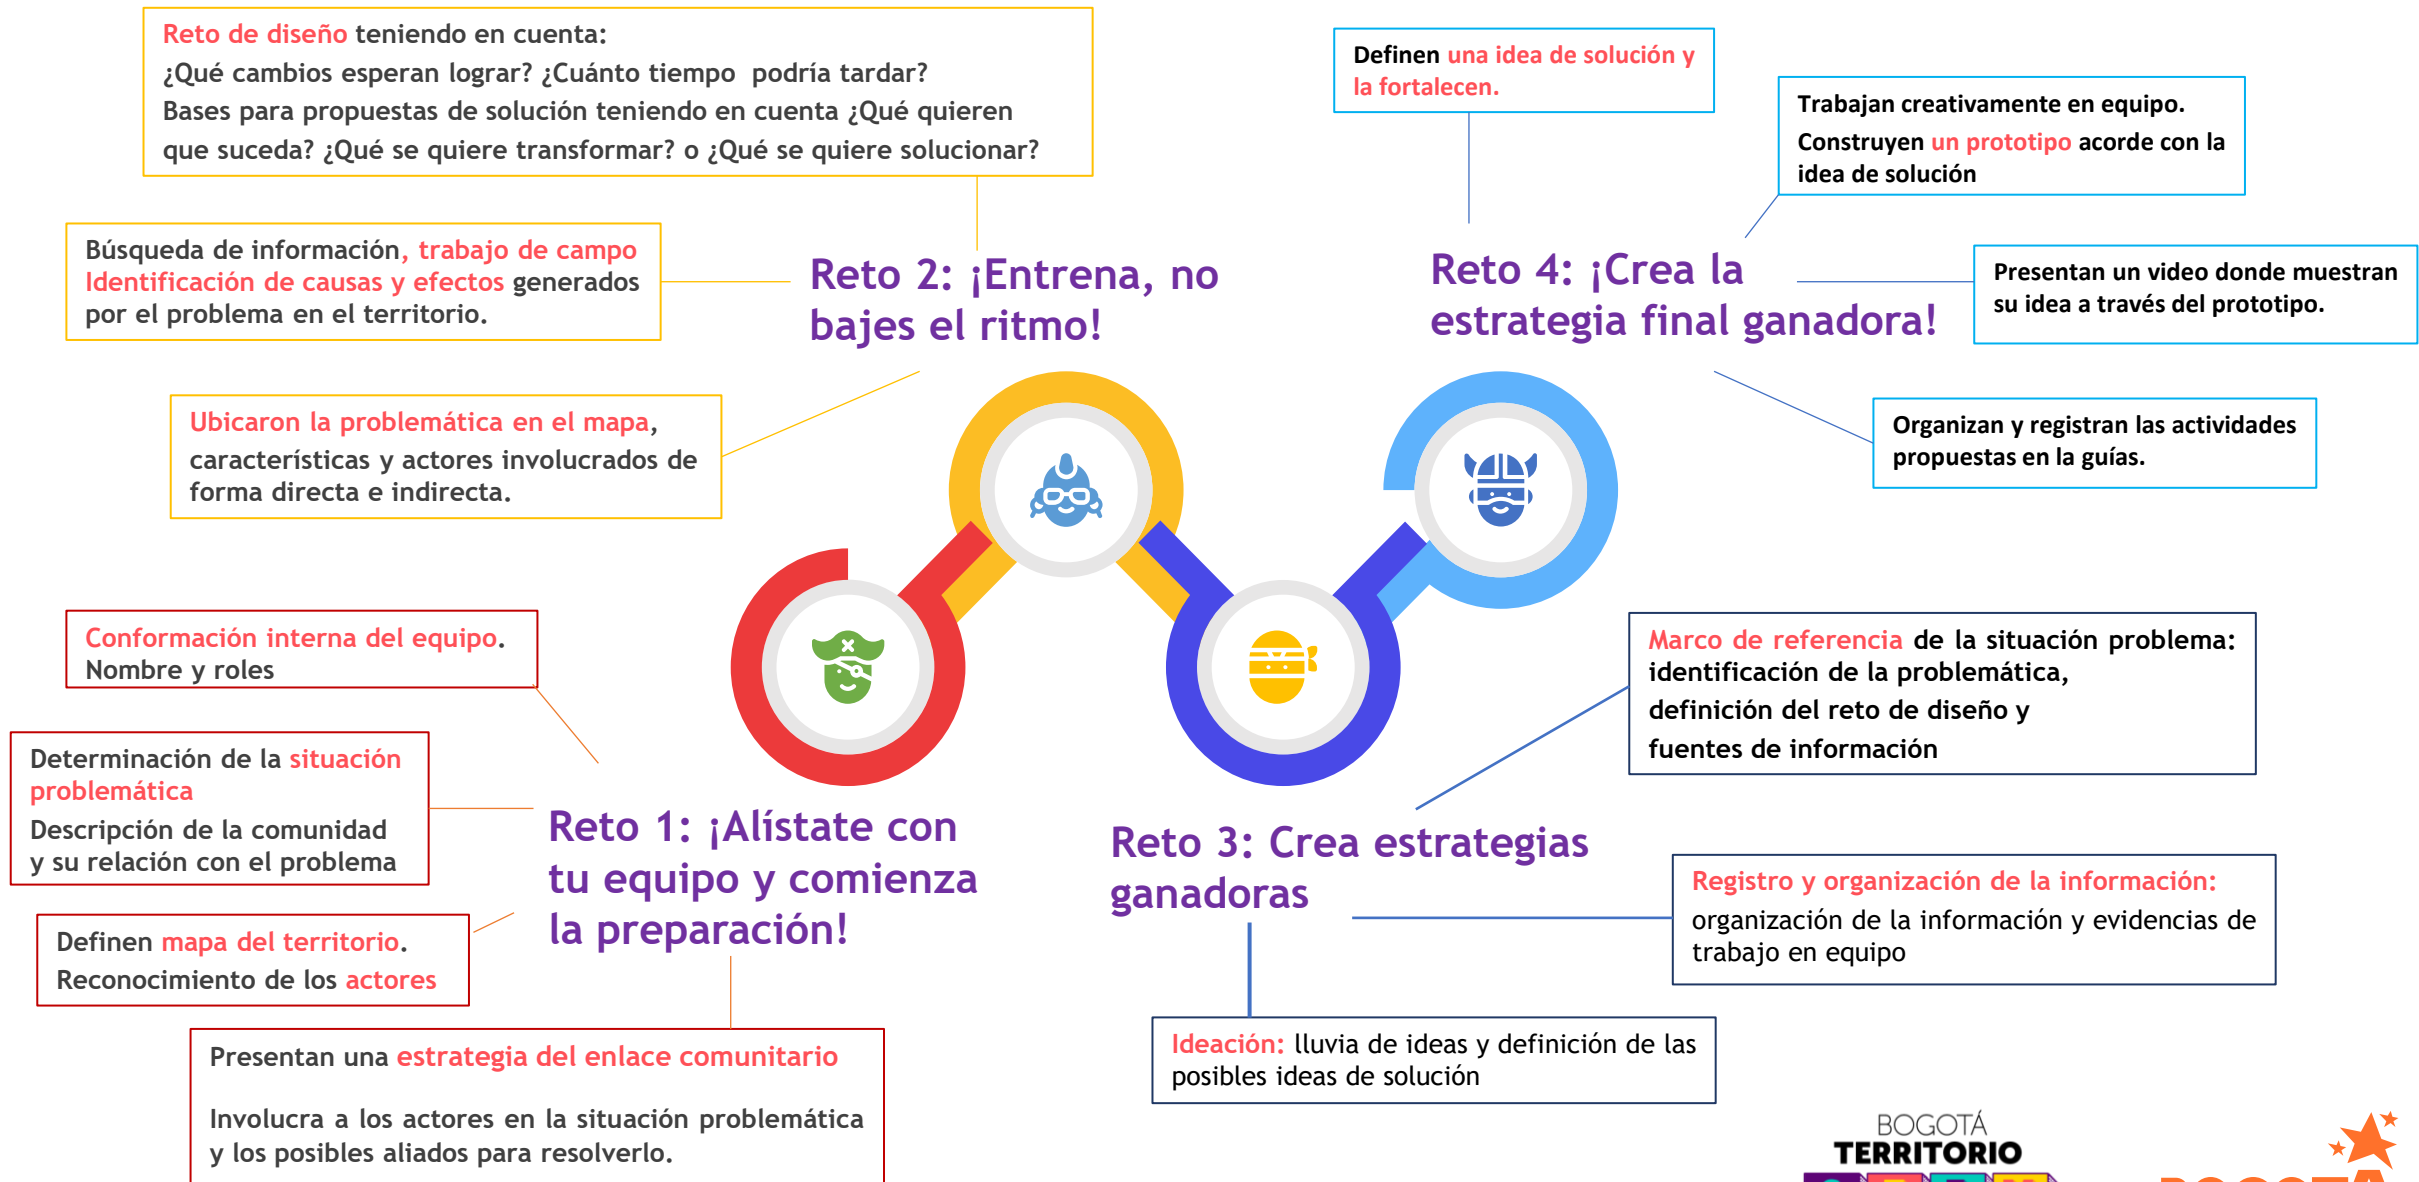 Reto de diseño teniendo en cuenta:
¿Qué cambios esperan lograr? ¿Cuánto tiempo podría tardar?
Bases para propuestas de solución teniendo en cuenta ¿Qué quieren
que suceda? ¿Qué se quiere transformar? o ¿Qué se quiere solucionar?
Búsqueda de información, trabajo de campo
Identificación de causas y efectos generados
por el problema en el territorio.
Ubicaron la problemática en el mapa,
características y actores involucrados de
forma directa e indirecta.
Reto 2: ¡Entrena, no
bajes el ritmo!
Definen una idea de solución y
la fortalecen.
Trabajan creativamente en equipo.
Construyen un prototipo acorde con la
idea de solución
Reto 4: ¡Crea la
estrategia final ganadora!
Presentan un video donde muestran
su idea a través del prototipo.
Organizan y registran las actividades
propuestas en la guías.
Conformación interna del equipo.
Nombre y roles
Determinación de la situación
problemática
Descripción de la comunidad
y su relación con el problema
Definen mapa del territorio.
Reconocimiento de los actores
Reto 1: ¡Alístate con
tu equipo y comienza
la preparación!
Presentan una estrategia del enlace comunitario
Involucra a los actores en la situación problemática
y los posibles aliados para resolverlo.
Reto 3: Crea estrategias
ganadoras
Marco de referencia de la situación problema:
identificación de la problemática,
definición del reto de diseño y
fuentes de información
Registro y organización de la información:
organización de la información y evidencias de
trabajo en equipo
Ideación: lluvia de ideas y definición de las
posibles ideas de solución
BOGOTÁ
TERRITORIO
BOGOTÁ